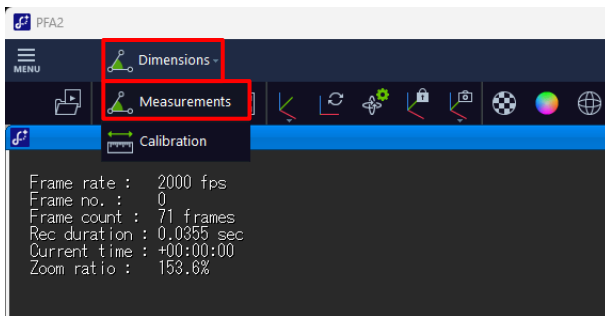 PFA2
MENU
Dimensions
Measurements
Calibration
Frame rate : 2000 fps
Frame no. : 0
Frame count : 71 frames
Rec duration : 0.0355 sec
Current time : +00:00:00
Zoom ratio : 153.6%